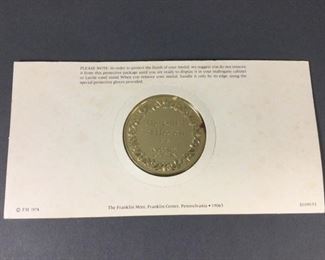 PLEASE NOTE: In order to protect the finish of your medal, we suggest you do not remove
it from this protective package until you are ready to display it in your mahogany cabinet
or Lucite stand. When you remove your medal, handle it only by its edge, using the
special protective gloves provided.
© FM 1974
The Franklin Mint, Franklin Center, Pennsylvania • 19063